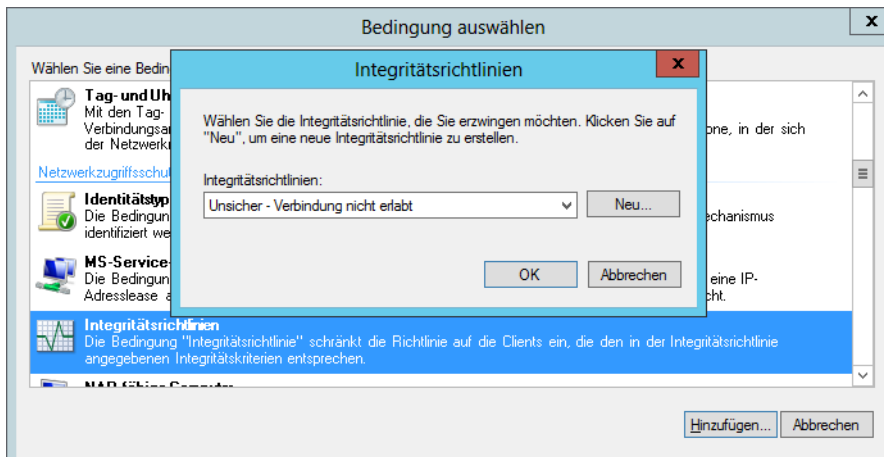 Bedingung auswählen
x
Integritätsrichtlinien
x
Wählen Sie eine Bedin
Tag- und Uh
Mit den Tag-
Verbindungsa
one, in der sich
der Netzwerk
Wählen Sie die Integritätsrichtlinie, die Sie erzwingen möchten. Klicken Sie auf
"Neu", um eine neue Integritätsrichtlinie zu erstellen.
Netzwerkzugriffsschu
Integritätsrichtlinien:
Unsicher - Verbindung nicht erlabt
Neu...
Identitätstyp
Die Bedingun
echanismus
identifiziert we
MS-Service-
Die Bedingun
eine IP-
Adresslease
cht.
OK
Abbrechen
Integritätsrichtlinien
Die Bedingung "Integritätsrichtlinie" schränkt die Richtlinie auf die Clients ein, die den in der Integritätsrichtlinie
angegebenen Integritätskriterien entsprechen.
Hinzufügen...
Abbrechen